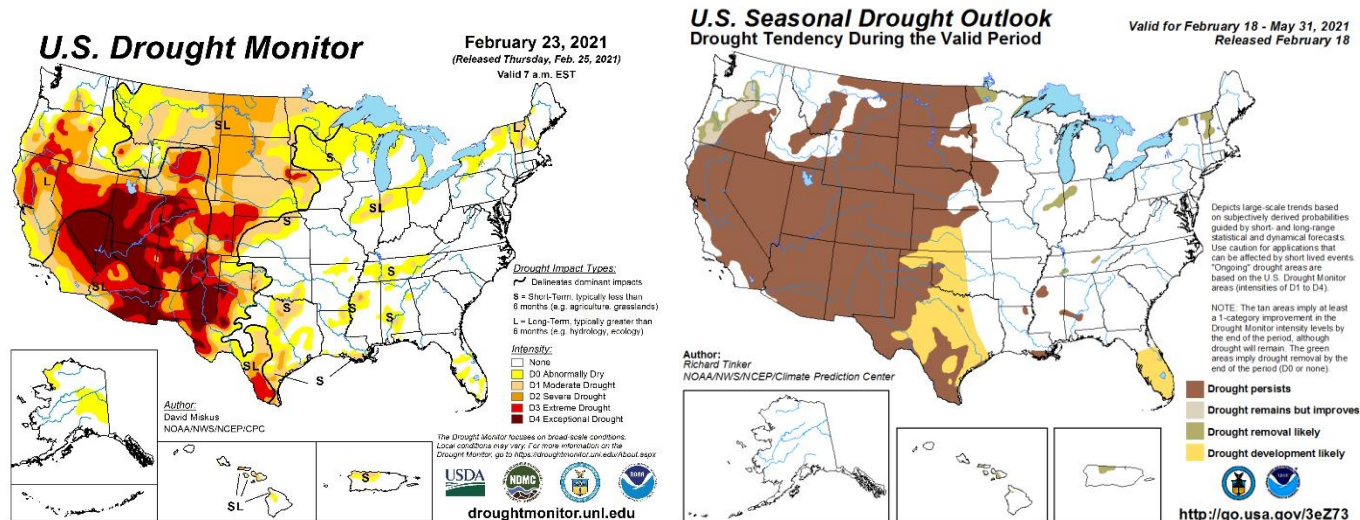 U.S. Drought Monitor
February 23, 2021
(Released Thursday, Feb. 25, 2021)
Valid 7 a.m. EST
SL
S
L
L
SL
S
S
S
SL
S
S
S
SL
S
Drought Impact Types:
Delineates dominant impacts
S = Short-Term, typically less than
6 months (e.g. agriculture, grasslands)
L = Long-Term, typically greater than
6 months (e.g. hydrology, ecology)
Intensity:
None
D0 Abnormally Dry
D1 Moderate Drought
D2 Severe Drought
D3 Extreme Drought
D4 Exceptional Drought
Author:
David Miskus
NOAA/NWS/NCEP/CPC
SL
S
The Drought Monitor focuses on broad-scale conditions.
Local conditions may vary. For more information on the
Drought Monitor, go to https://droughtmonitor.unl.edu/About.aspx
USDA
NDMC
NOAA
droughtmonitor.unl.edu
U.S. Seasonal Drought Outlook
Drought Tendency During the Valid Period
Valid for February 18 - May 31, 2021
Released February 18
Depicts large-scale trends based
on subjectively derived probabilities
guided by short- and long-range
statistical and dynamical forecasts.
Use caution for applications that
can be affected by short lived events.
"Ongoing" drought areas are
based on the U.S. Drought Monitor
areas (intensities of D1 to D4).
NOTE: The tan areas imply at least
a 1-category improvement in the
Drought Monitor intensity levels by
the end of the period, although
drought will remain. The green
areas imply drought removal by the
end of the period (D0 or none).
Author:
Richard Tinker
NOAA/NWS/NCEP/Climate Prediction Center
Drought persists
Drought remains but improves
Drought removal likely
Drought development likely
http://go.usa.gov/3eZ73